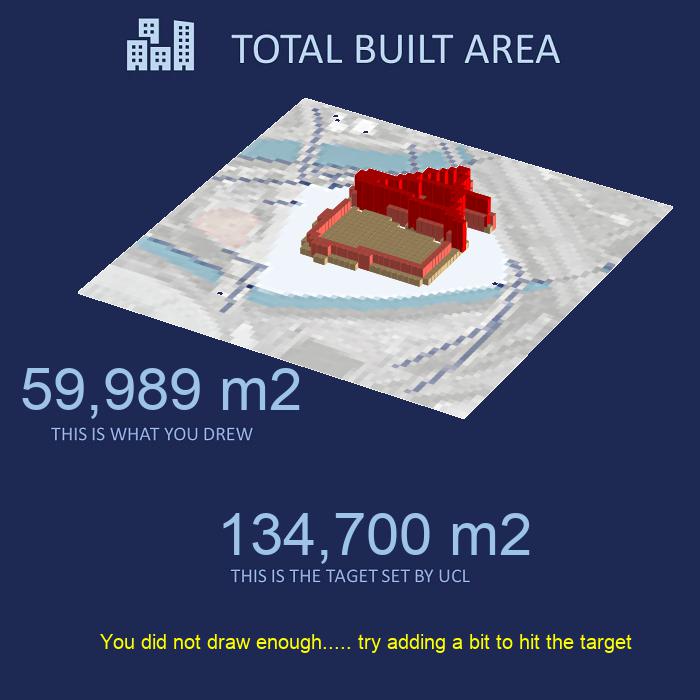 TOTAL BUILT AREA
59,989 m2
THIS IS WHAT YOU DREW
134,700 m2
THIS IS THE TAGET SET BY UCL
You did not draw enough..... try adding a bit to hit the target